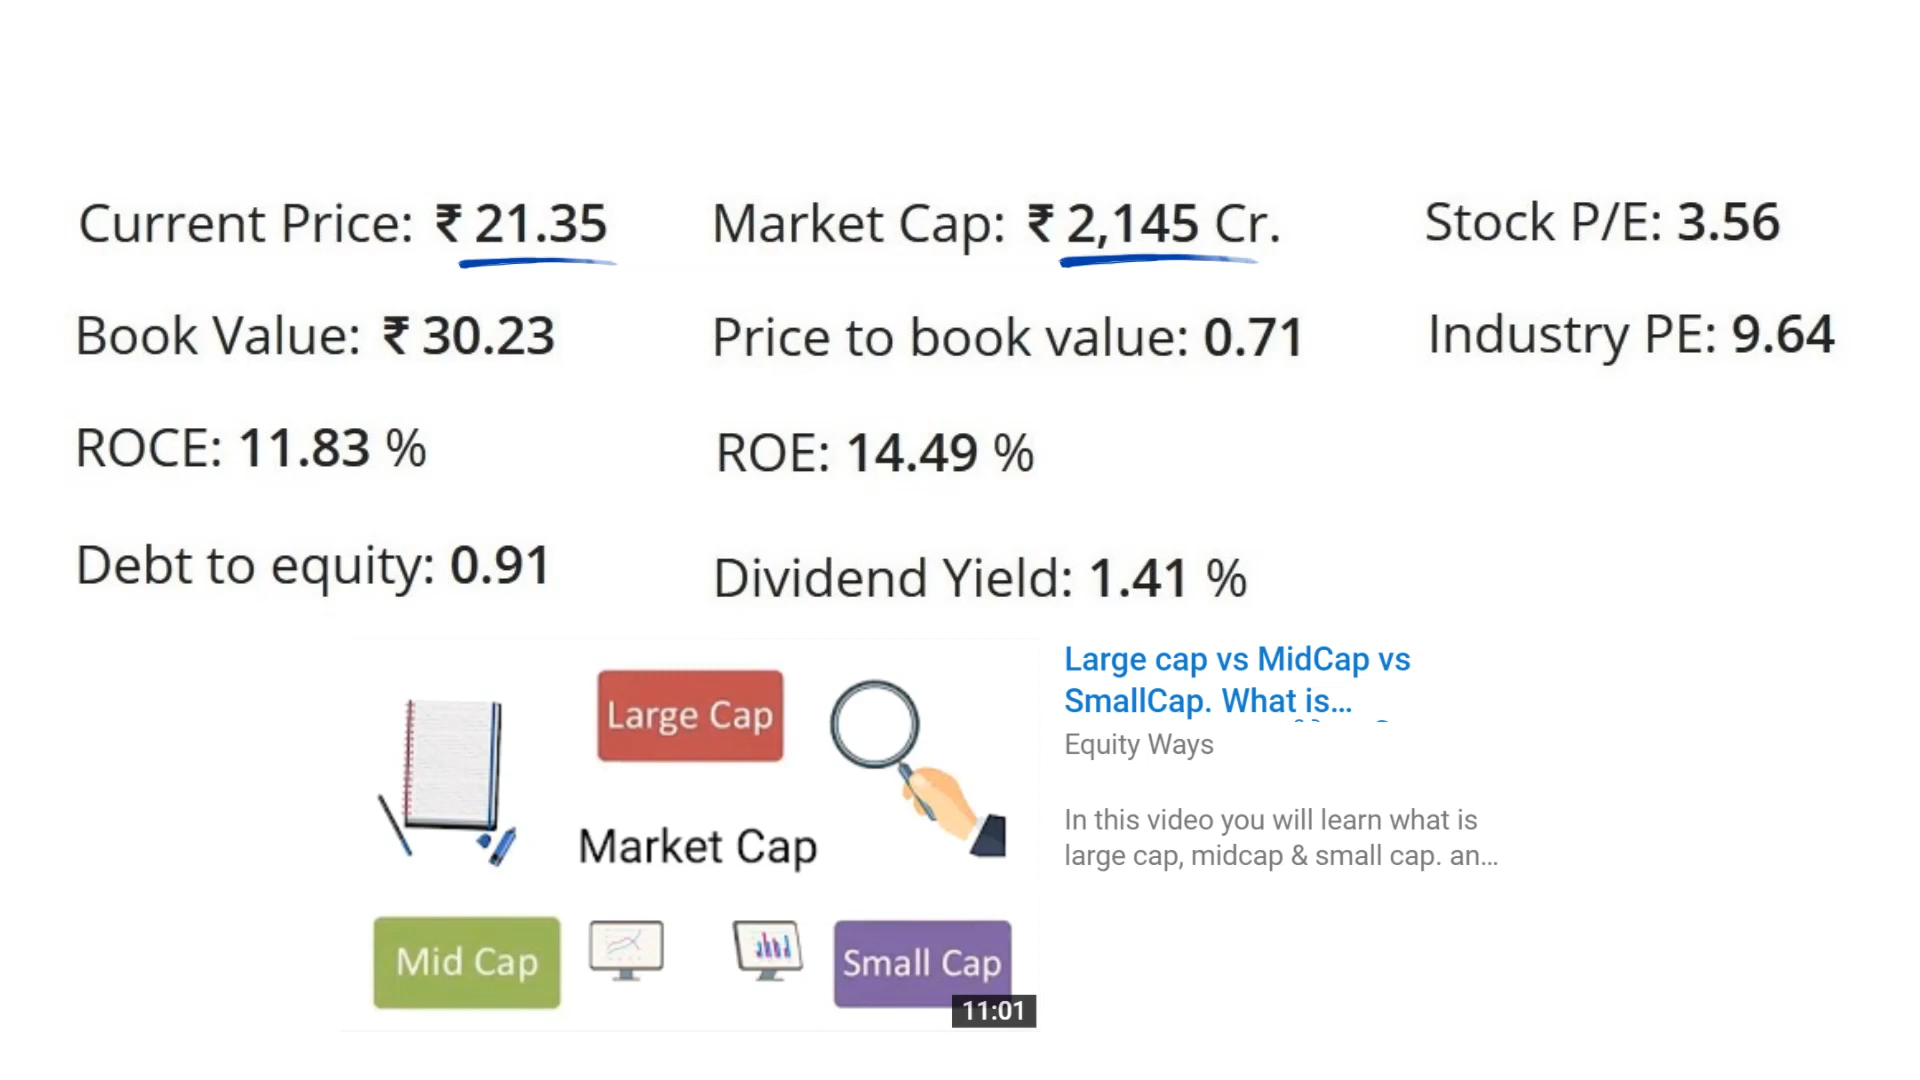 Current Price: ₹ 21.35
Market Cap: ₹ 2,145 Cr.
Stock P/E: 3.56
Book Value: ₹ 30.23
Price to book value: 0.71
Industry PE: 9.64
ROCE: 11.83 %
ROE: 14.49 %
Debt to equity: 0.91
Dividend Yield: 1.41 %
Large Cap
Market Cap
Mid Cap
Small Cap
11:01
Large cap vs MidCap vs
SmallCap. What is...
Equity Ways
In this video you will learn what is
large cap, midcap & small cap. an...